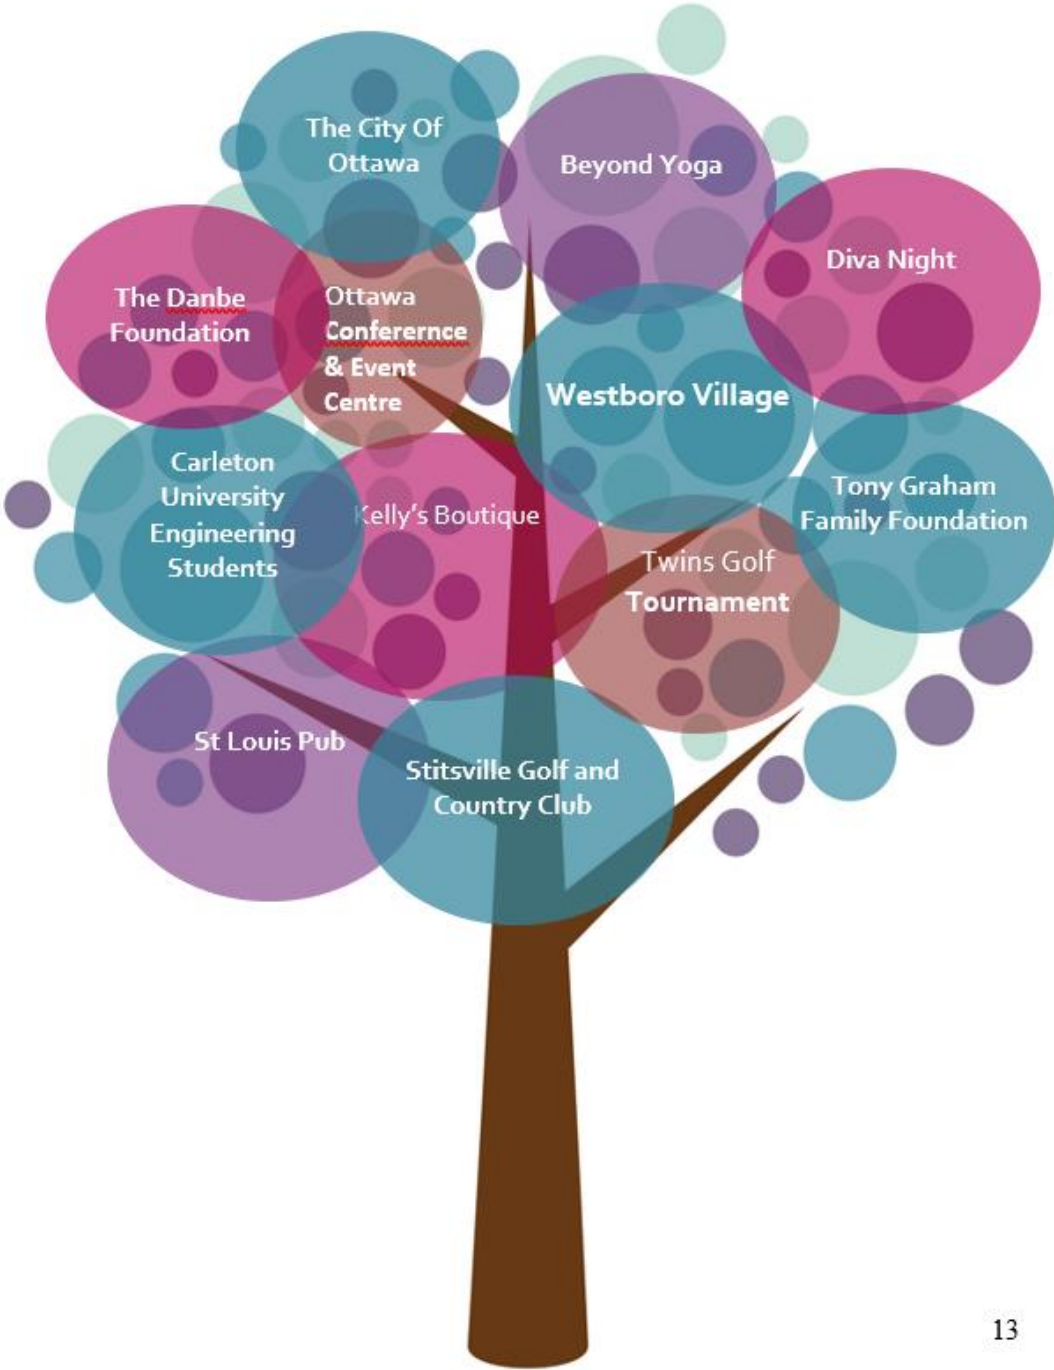 The City Of
Ottawa
Beyond Yoga
Diva Night
The Danbe
Foundation
Ottawa
Conferernce
& Event
Centre
Westboro Village
Carleton
University
Engineering
Students
Kelly's Boutique
Tony Graham
Family Foundation
Twins Golf
Tournament
St Louis Pub
Stitsville Golf and
Country Club
13